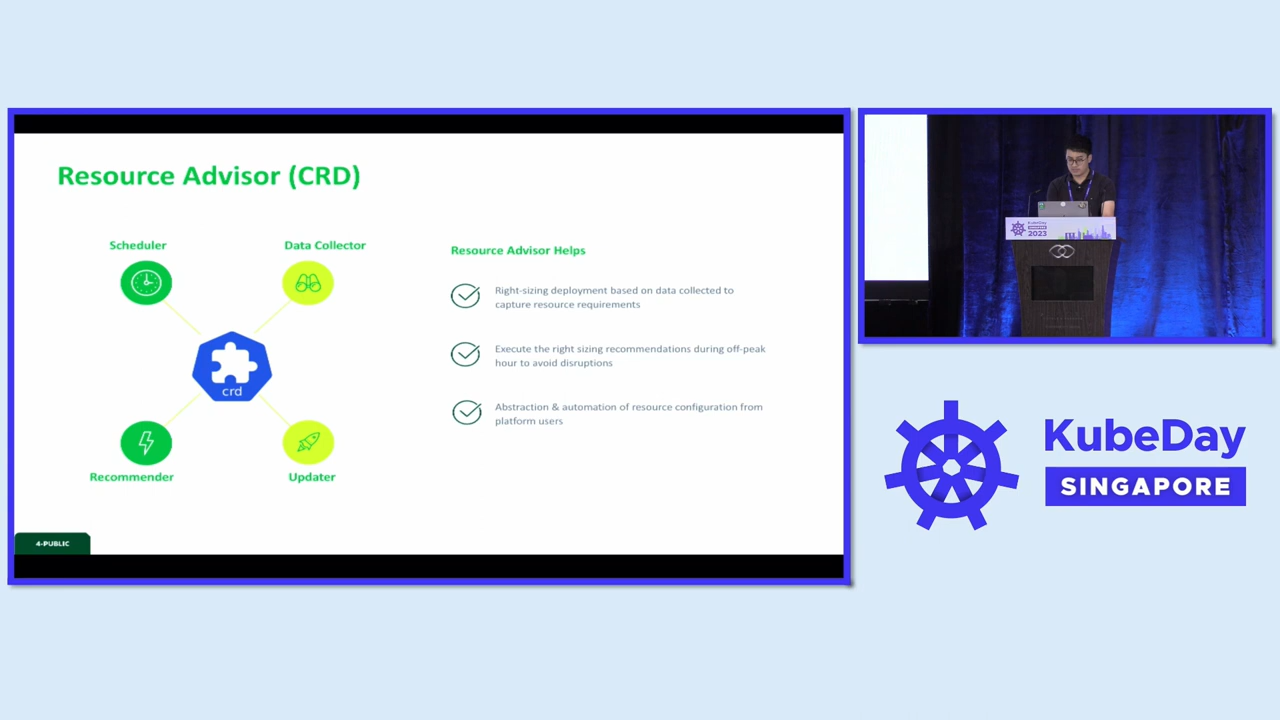 Resource Advisor (CRD)
Scheduler
Data Collector
crd
Recommender
Updater
Resource Advisor Helps
Right-sizing deployment based on data collected to
capture resource requirements
Execute the right sizing recommendations during off-peak
hour to avoid disruptions
Abstraction & automation of resource configuration from
platform users
4-PUBLIC
KubeDay
2023
KubeDay
SINGAPORE